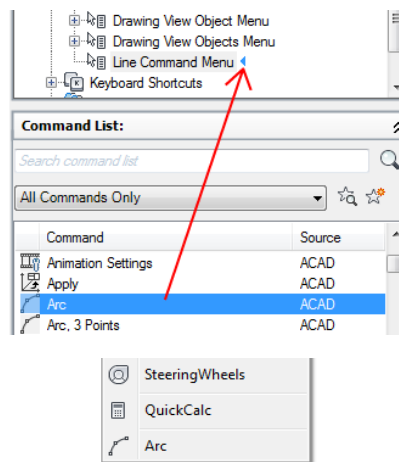 Drawing View Object Menu
Drawing View Objects Menu
Line Command Menu
Keyboard Shortcuts
Command List:
Search command list
All Commands Only
Command Source
Animation Settings ACAD
Apply ACAD
Arc ACAD
Arc, 3 Points ACAD
SteeringWheels
QuickCalc
Arc